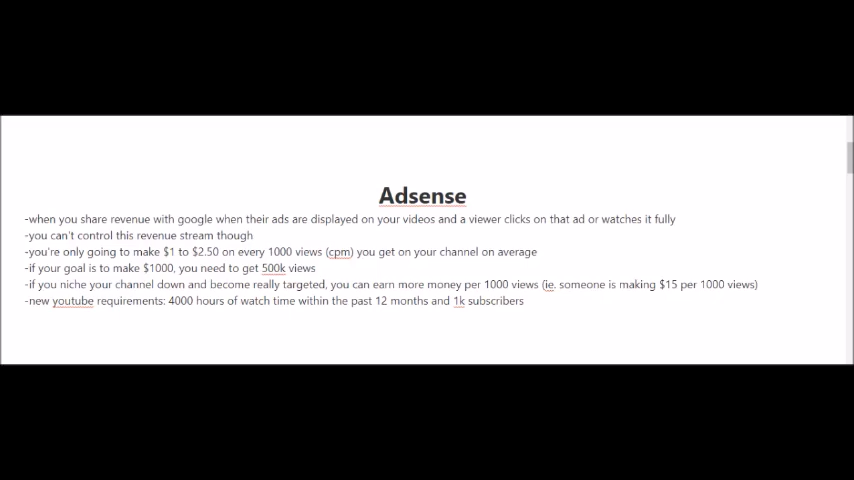 Adsense
-when you share revenue with google when their ads are displayed on your videos and a viewer clicks on that ad or watches it fully
-you can't control this revenue stream though
-you're only going to make $1 to $2.50 on every 1000 views (cpm) you get on your channel on average
-if your goal is to make $1000, you need to get 500k views
-if you niche your channel down and become really targeted, you can earn more money per 1000 views (ie. someone is making $15 per 1000 views)
-new youtube requirements: 4000 hours of watch time within the past 12 months and 1k subscribers